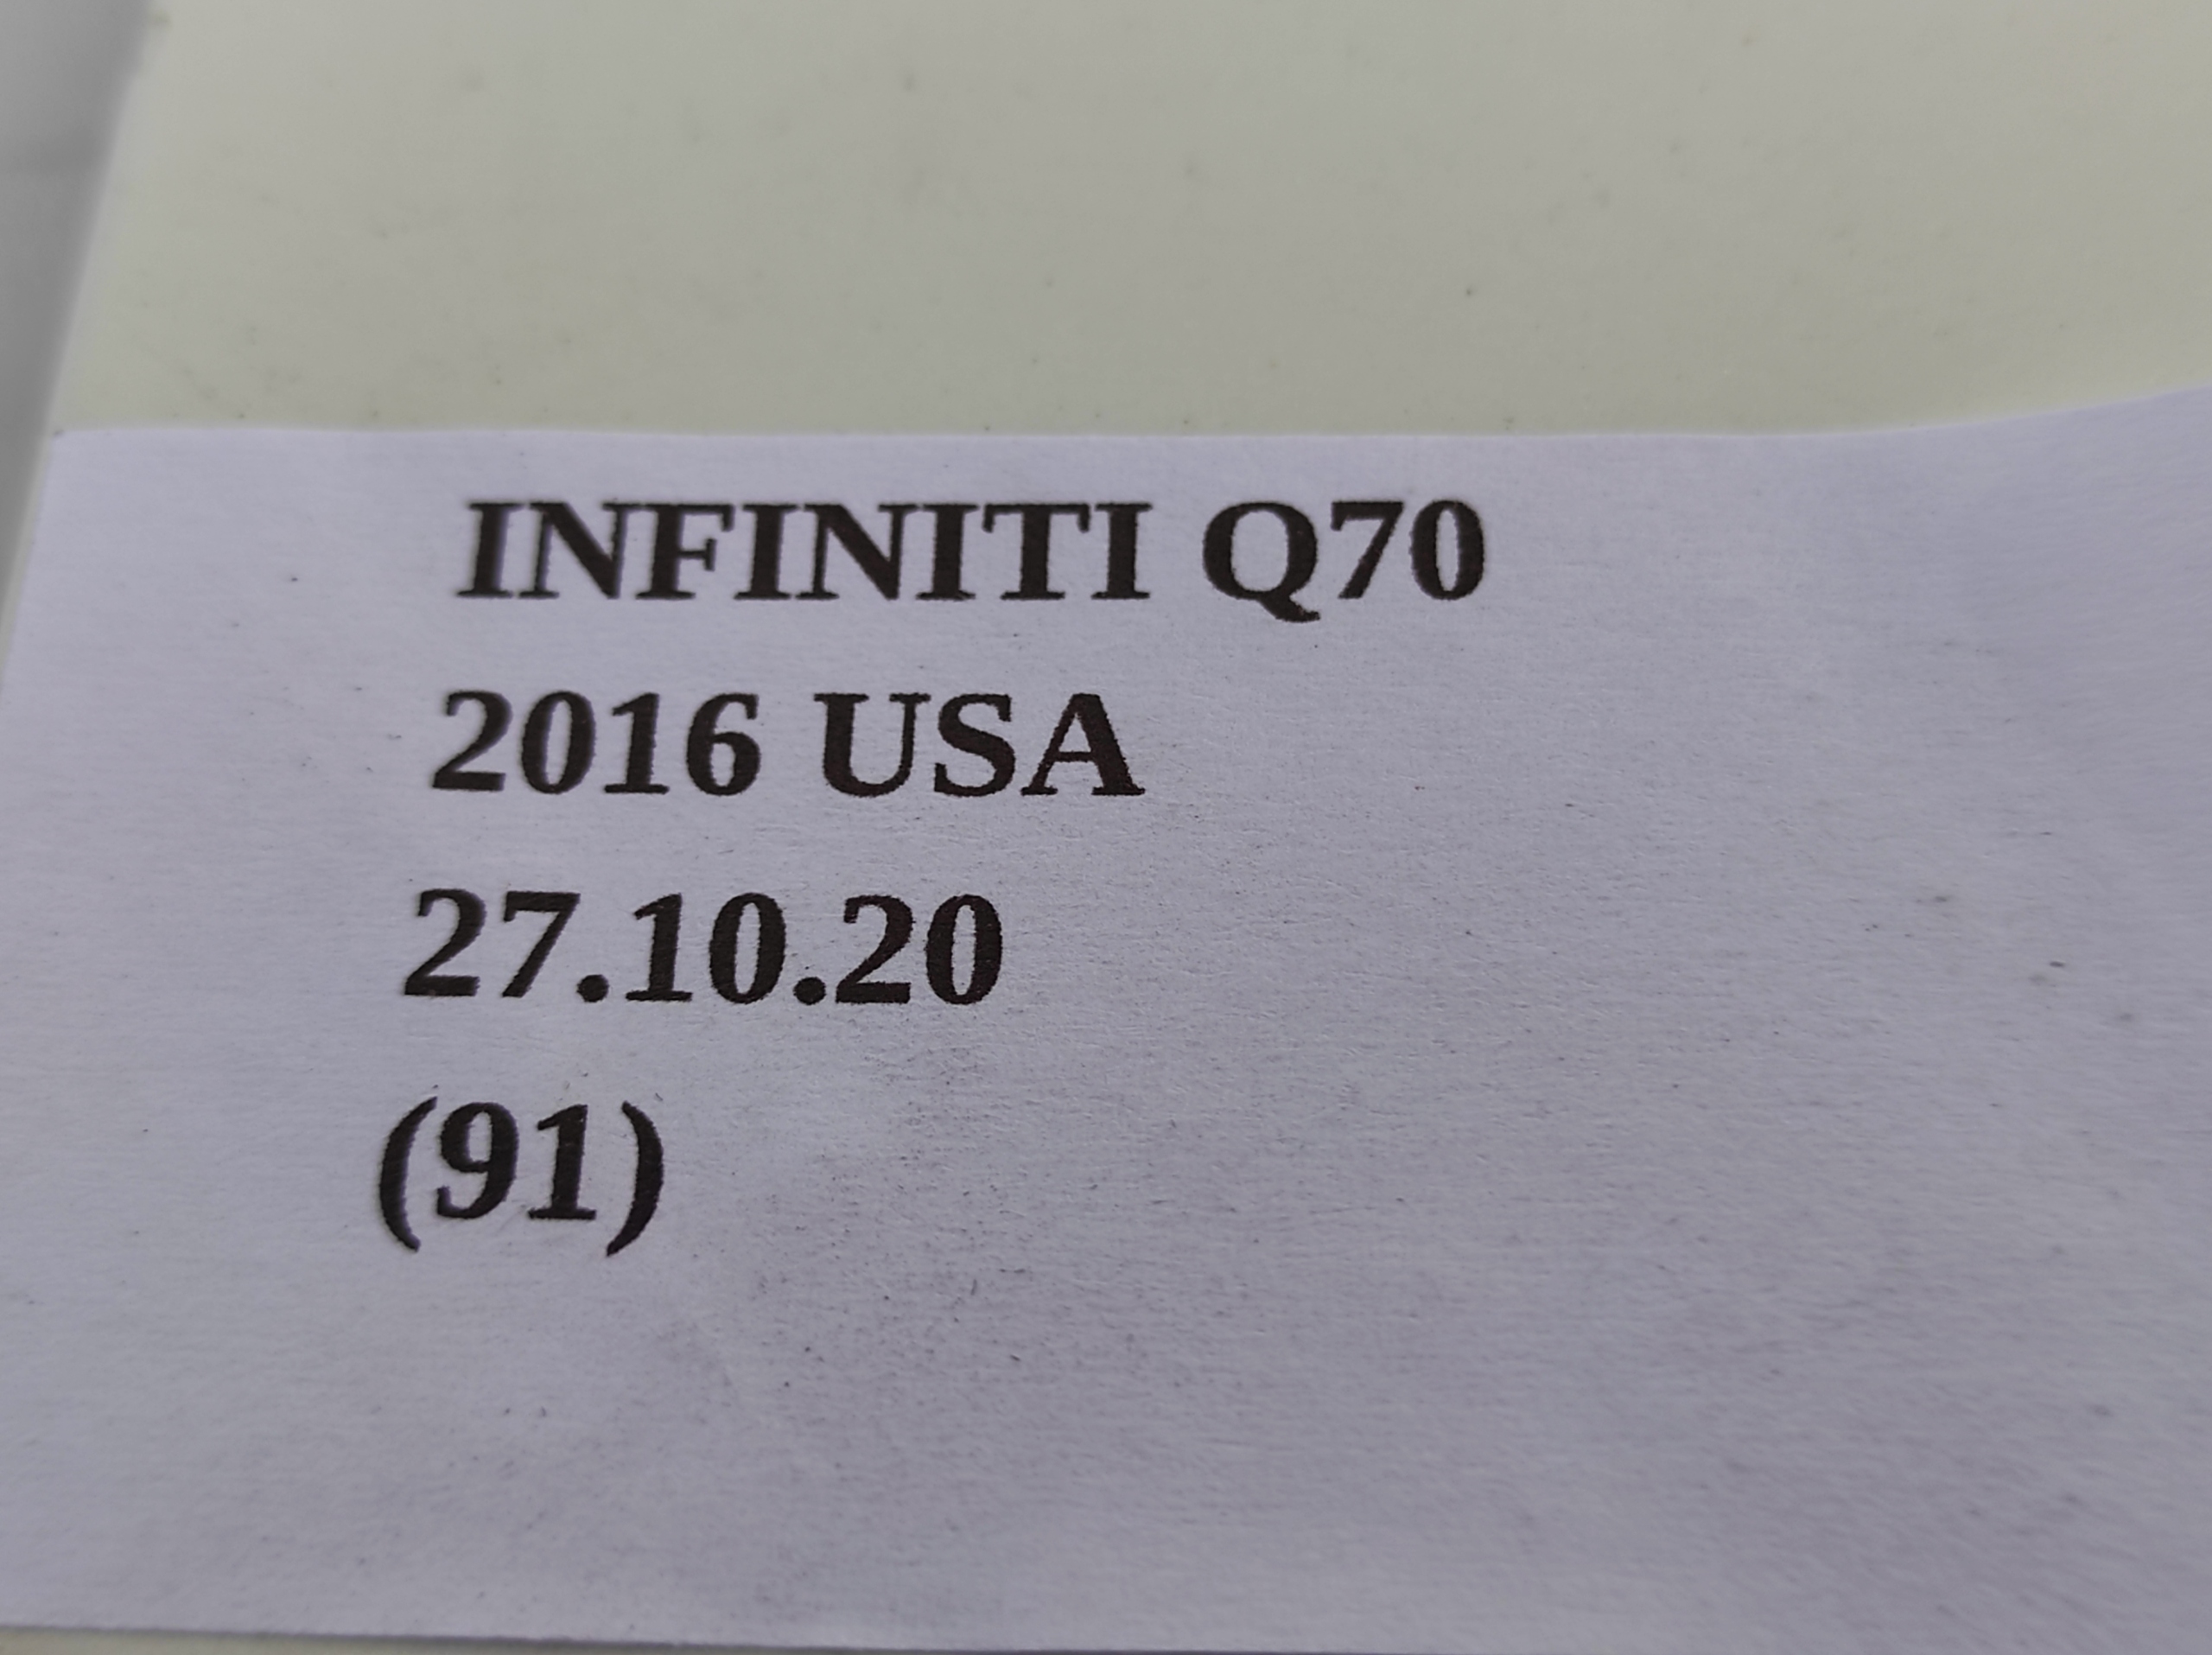 INFINITI Q70
2016 USA
27.10.20
(91)